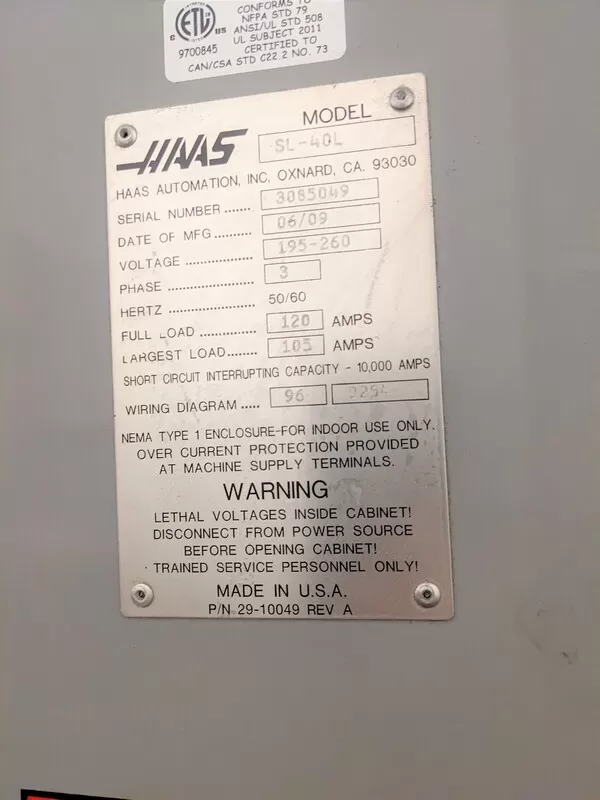 CONFORMS TO
NFPA STD 79
ANSI/UL STD 508
UL SUBJECT 2011
CERTIFIED TO
CAN/CSA STD C22.2 NO. 73
ETL
C US
9700845
HAAS
MODEL
SL-40L
HAAS AUTOMATION, INC. OXNARD, CA. 93030
SERIAL NUMBER ....... 3085049
DATE OF MFG......... 06/09
VOLTAGE ................ 195-260
PHASE ..................... 3
HERTZ ..................... 50/60
FULL LOAD .............. 120 AMPS
LARGEST LOAD........ 105 AMPS
SHORT CIRCUIT INTERRUPTING CAPACITY - 10,000 AMPS
WIRING DIAGRAM ..... 96
NEMA TYPE 1 ENCLOSURE-FOR INDOOR USE ONLY.
OVER CURRENT PROTECTION PROVIDED
AT MACHINE SUPPLY TERMINALS.
WARNING
LETHAL VOLTAGES INSIDE CABINET!
DISCONNECT FROM POWER SOURCE
BEFORE OPENING CABINET!
TRAINED SERVICE PERSONNEL ONLY!
MADE IN U.S.A.
P/N 29-10049 REV A